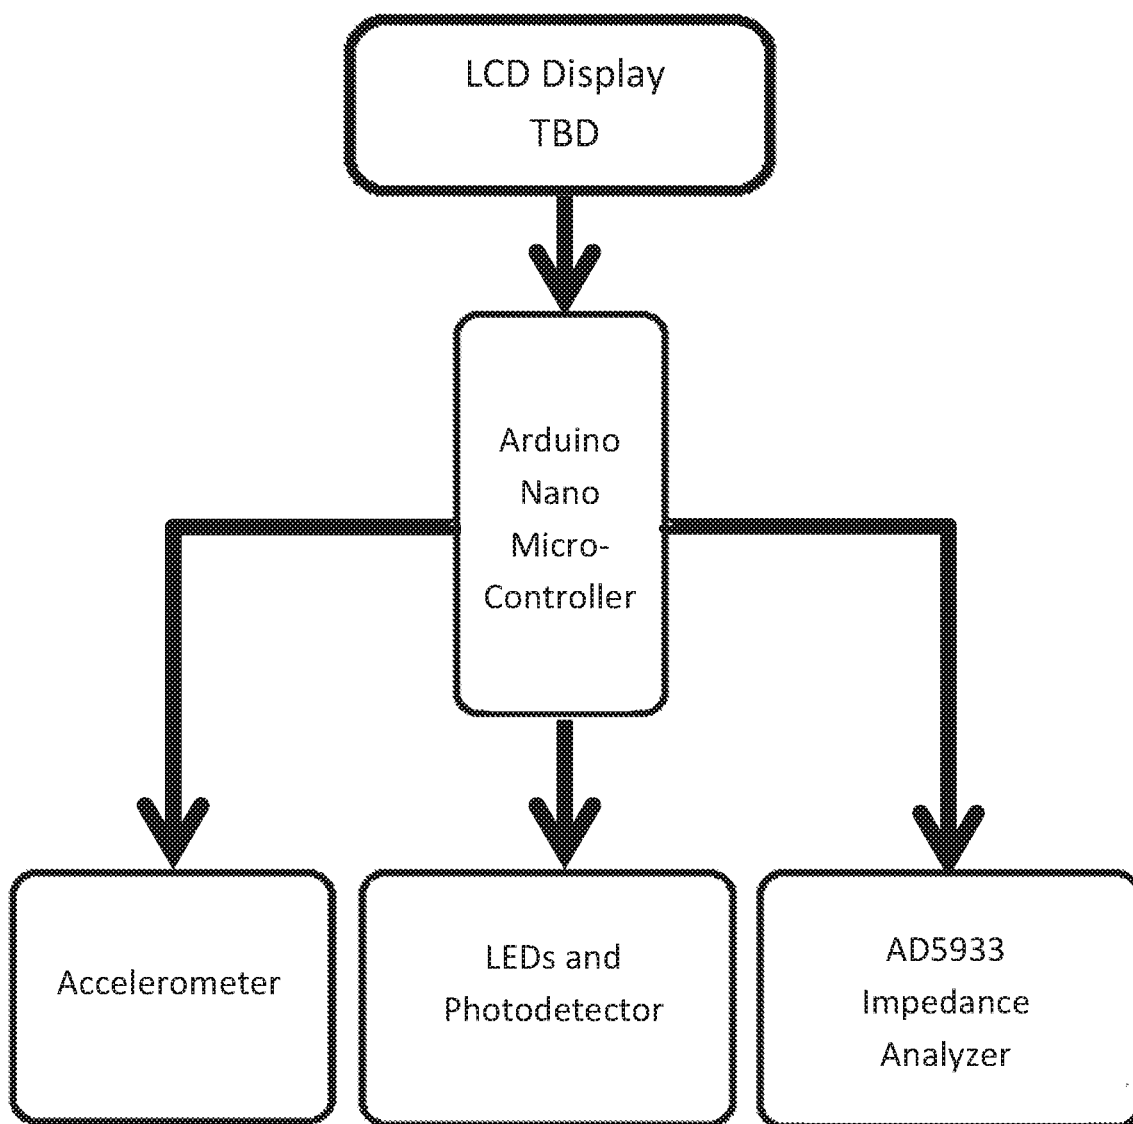 LCD Display
TBD
Arduino
Nano
Micro-
Controller
Accelerometer
LEDs and
Photodetector
AD5933
Impedance
Analyzer